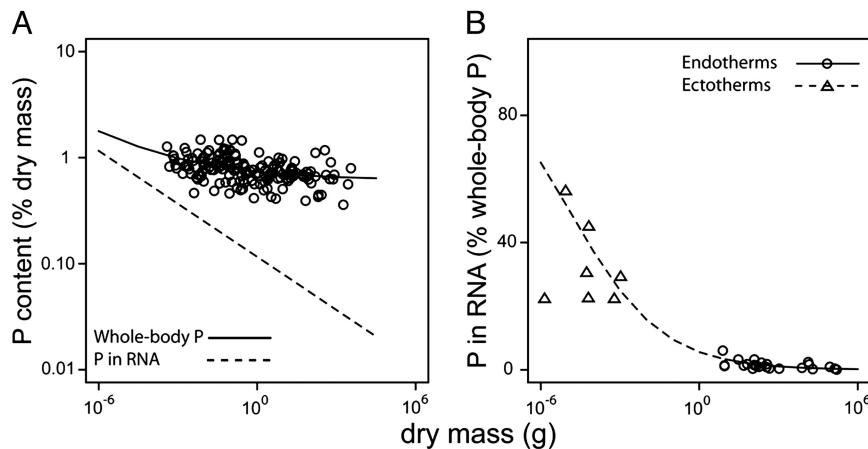 A
P content (% dry mass)
10
1
0.10
0.01
Whole-body P
P in RNA
10^-6
10^0
10^6
B
P in RNA (% whole-body P)
80
40
0
Endotherms
Ectotherms
10^-6
10^0
10^6
dry mass (g)